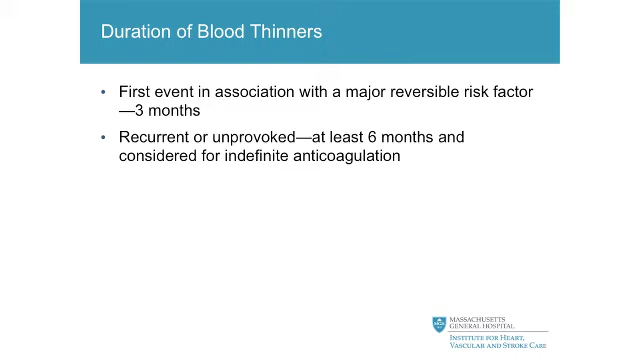 Duration of Blood Thinners
• First event in association with a major reversible risk factor
—3 months
• Recurrent or unprovoked—at least 6 months and
considered for indefinite anticoagulation
MASSACHUSETTS
GENERAL HOSPITAL
INSTITUTE FOR HEART,
VASCULAR AND STROKE CARE